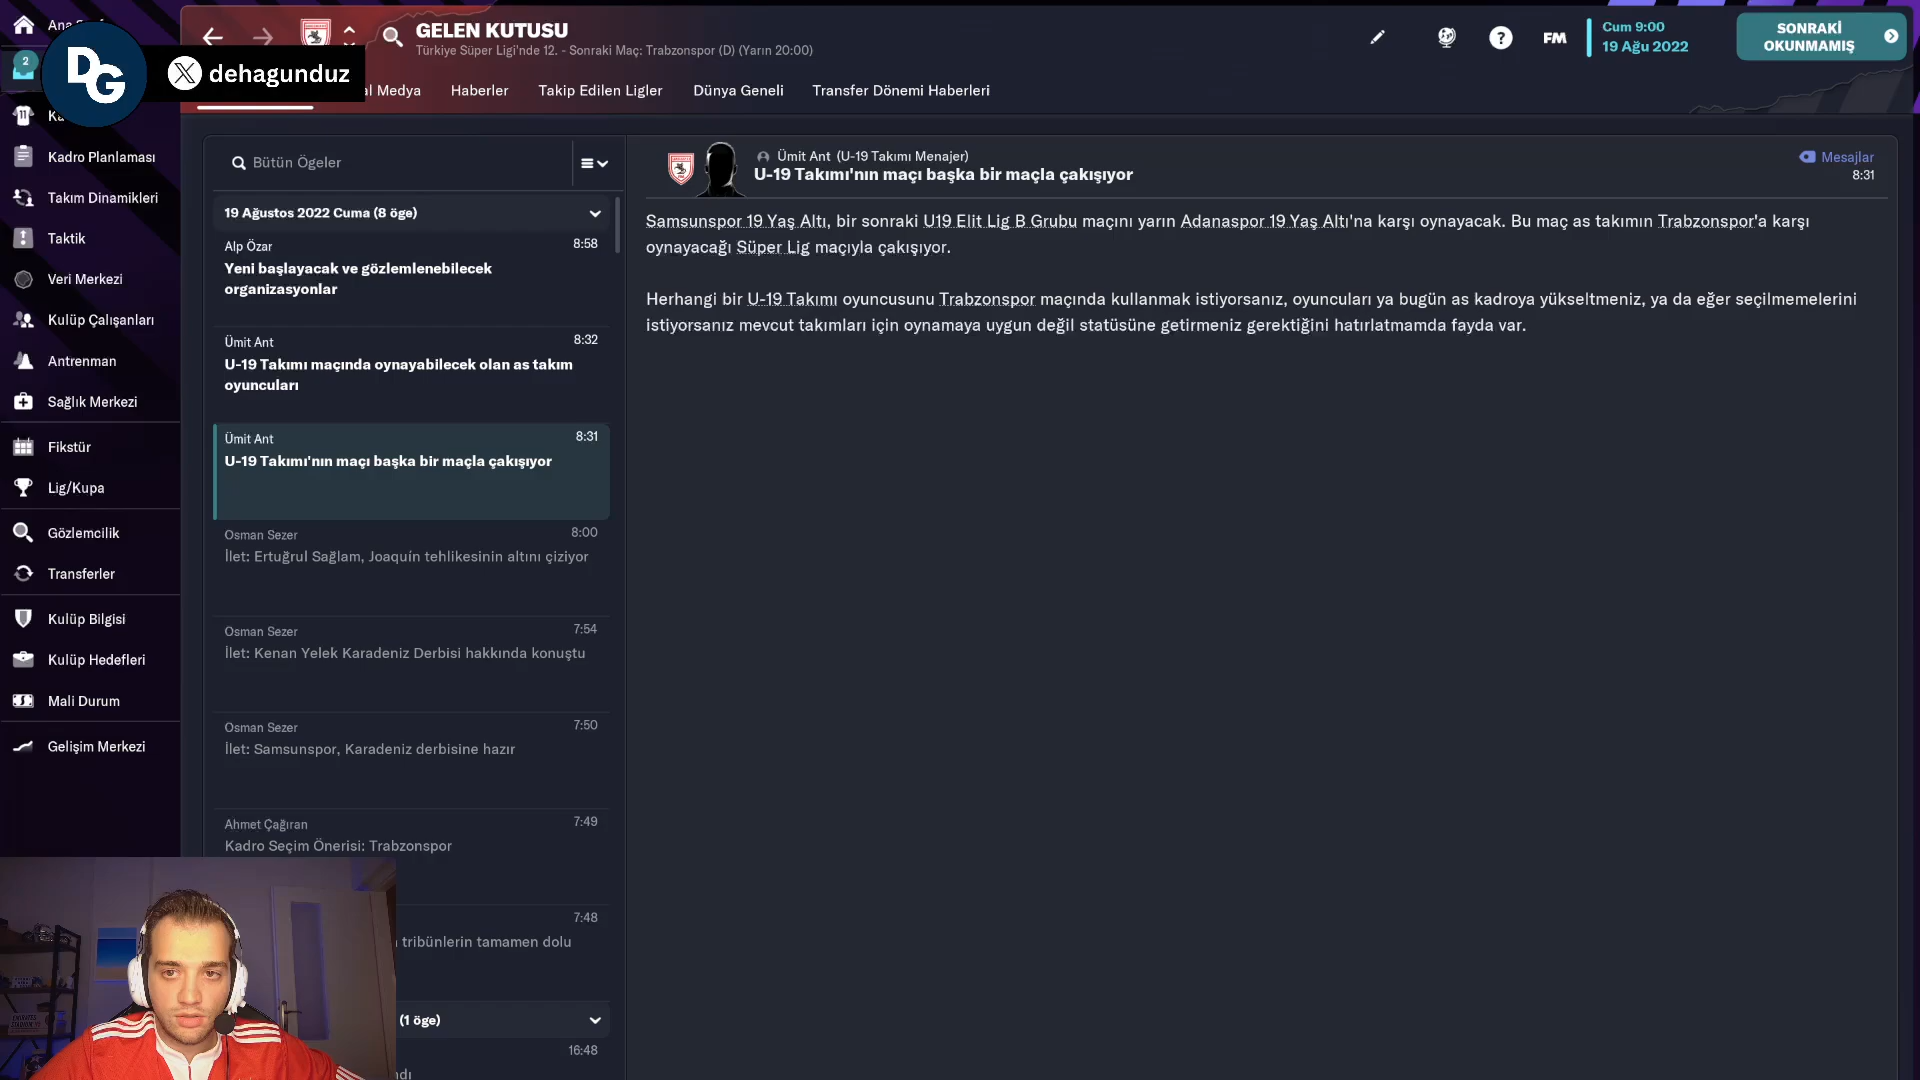 Ana
GELEN KUTUSU
Türkiye Süper Ligi'nde 12. - Sonraki Maç: Trabzonspor (D) (Yarın 20:00)
FM
Cum 9:00
19 Ağu 2022
SONRAKİ
OKUNMAMIŞ
2
DG
X dehagunduz
al Medya
Haberler
Takip Edilen Ligler
Dünya Geneli
Transfer Dönemi Haberleri
11
Kadro Planlaması
Takım Dinamikleri
Taktik
Veri Merkezi
Kulüp Çalışanları
Antrenman
Sağlık Merkezi
Fikstür
Lig/Kupa
Gözlemcilik
Transferler
Kulüp Bilgisi
Kulüp Hedefleri
Mali Durum
Gelişim Merkezi
Bütün Ögeler
19 Ağustos 2022 Cuma (8 öge)
Alp Özar 8:58
Yeni başlayacak ve gözlemlenebilecek
organizasyonlar
Ümit Ant 8:32
U-19 Takımı maçında oynayabilecek olan as takım
oyuncuları
Ümit Ant 8:31
U-19 Takımı'nın maçı başka bir maçla çakışıyor
Osman Sezer 8:00
İlet: Ertuğrul Sağlam, Joaquín tehlikesinin altını çiziyor
Osman Sezer 7:54
İlet: Kenan Yelek Karadeniz Derbisi hakkında konuştu
Osman Sezer 7:50
İlet: Samsunspor, Karadeniz derbisine hazır
Ahmet Çağıran 7:49
Kadro Seçim Önerisi: Trabzonspor
7:48
tribünlerin tamamen dolu
(1 öge)
16:48
Ümit Ant (U-19 Takımı Menajer)
U-19 Takımı'nın maçı başka bir maçla çakışıyor
Mesajlar
8:31
Samsunspor 19 Yaş Altı, bir sonraki U19 Elit Lig B Grubu maçını yarın Adanaspor 19 Yaş Altı'na karşı oynayacak. Bu maç as takımın Trabzonspor'a karşı
oynayacağı Süper Lig maçıyla çakışıyor.
Herhangi bir U-19 Takımı oyuncusunu Trabzonspor maçında kullanmak istiyorsanız, oyuncuları ya bugün as kadroya yükseltmeniz, ya da eğer seçilmemelerini
istiyorsanız mevcut takımları için oynamaya uygun değil statüsüne getirmeniz gerektiğini hatırlatmamda fayda var.